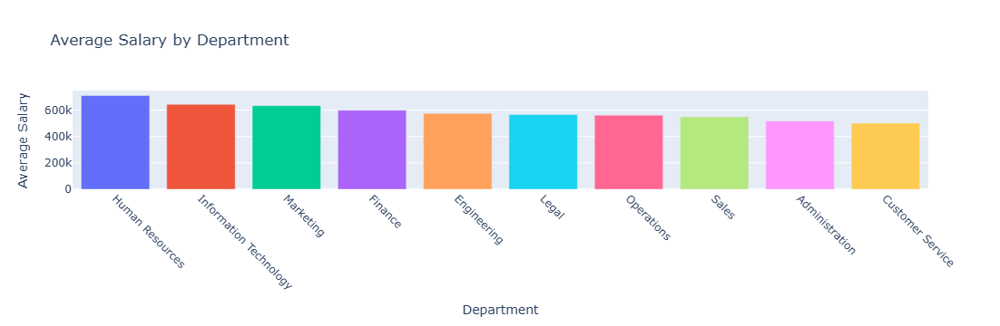 Average Salary by Department
Average Salary
600k
400k
200k
0
Human Resources
Information Technology
Marketing
Finance
Engineering
Legal
Operations
Sales
Administration
Customer Service
Department